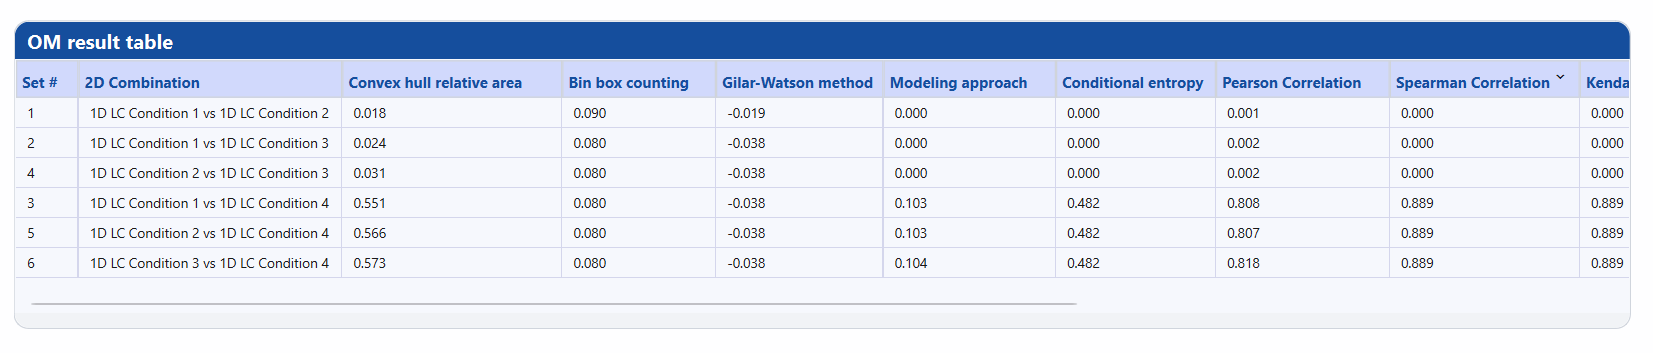 OM result table
Set # 2D Combination Convex hull relative area Bin box counting Gilar-Watson method Modeling approach Conditional entropy Pearson Correlation Spearman Correlation Kenda
1 1D LC Condition 1 vs 1D LC Condition 2 0.018 0.090 -0.019 0.000 0.000 0.001 0.000 0.000
2 1D LC Condition 1 vs 1D LC Condition 3 0.024 0.080 -0.038 0.000 0.000 0.002 0.000 0.000
4 1D LC Condition 2 vs 1D LC Condition 3 0.031 0.080 -0.038 0.000 0.000 0.002 0.000 0.000
3 1D LC Condition 1 vs 1D LC Condition 4 0.551 0.080 -0.038 0.103 0.482 0.808 0.889 0.889
5 1D LC Condition 2 vs 1D LC Condition 4 0.566 0.080 -0.038 0.103 0.482 0.807 0.889 0.889
6 1D LC Condition 3 vs 1D LC Condition 4 0.573 0.080 -0.038 0.104 0.482 0.818 0.889 0.889